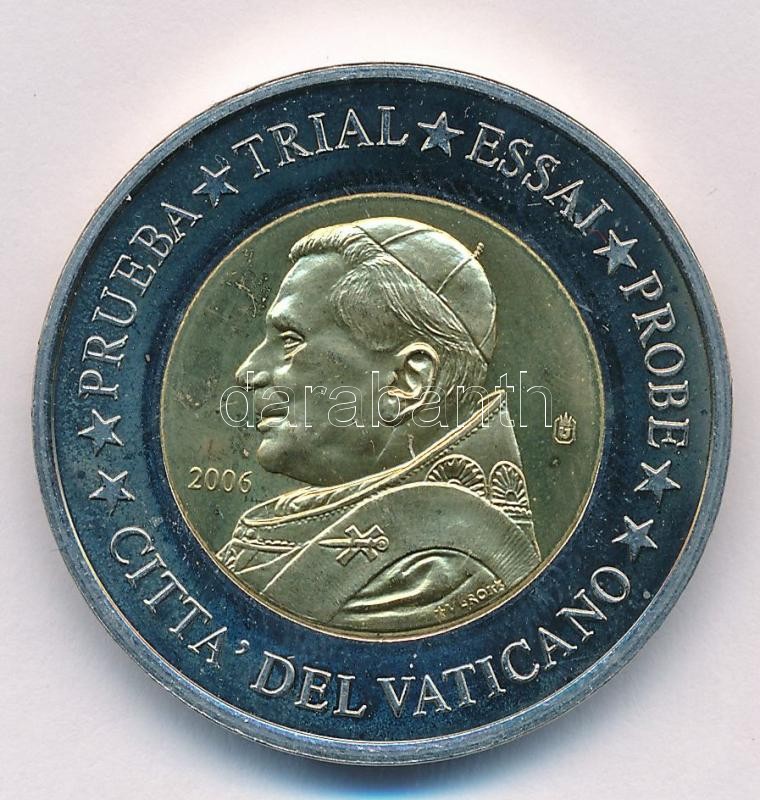 ★ PRUEBA ★ TRIAL ★ ESSAI ★ PROBE ★
★ CITTA' DEL VATICANO ★
2006
darabanth